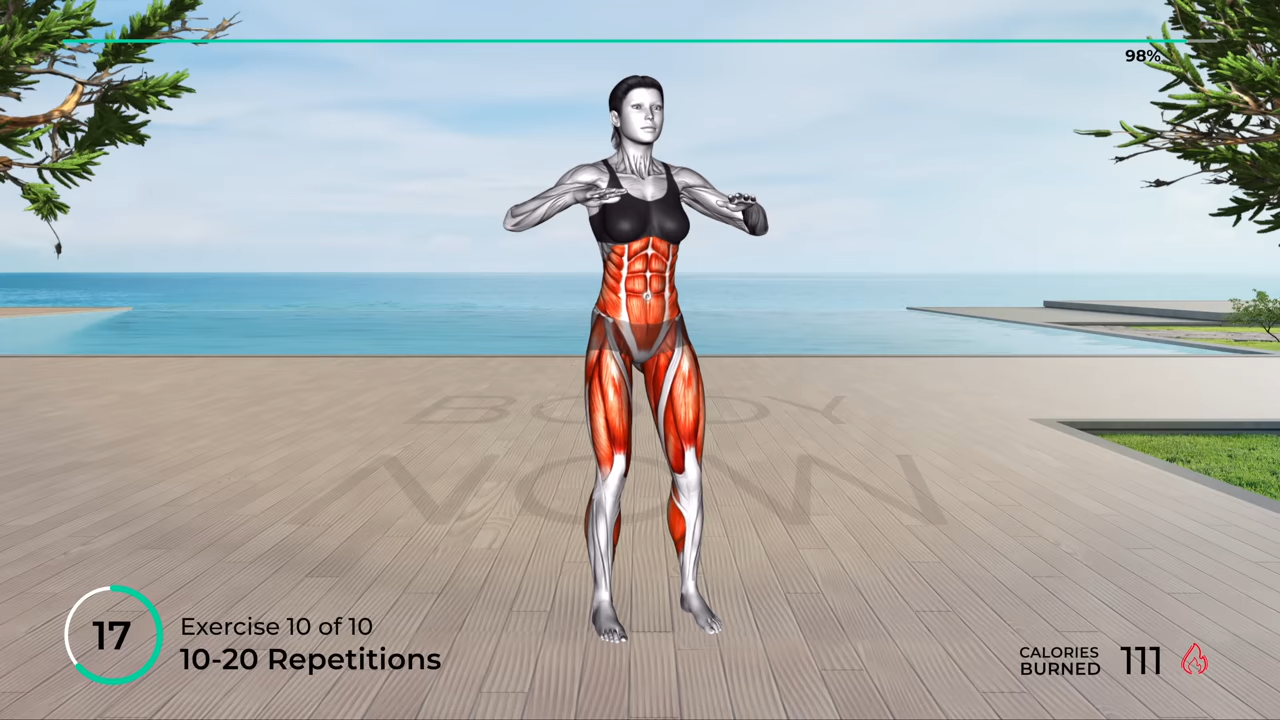 98%
BODY
NOW
17
Exercise 10 of 10
10-20 Repetitions
CALORIES
BURNED
111